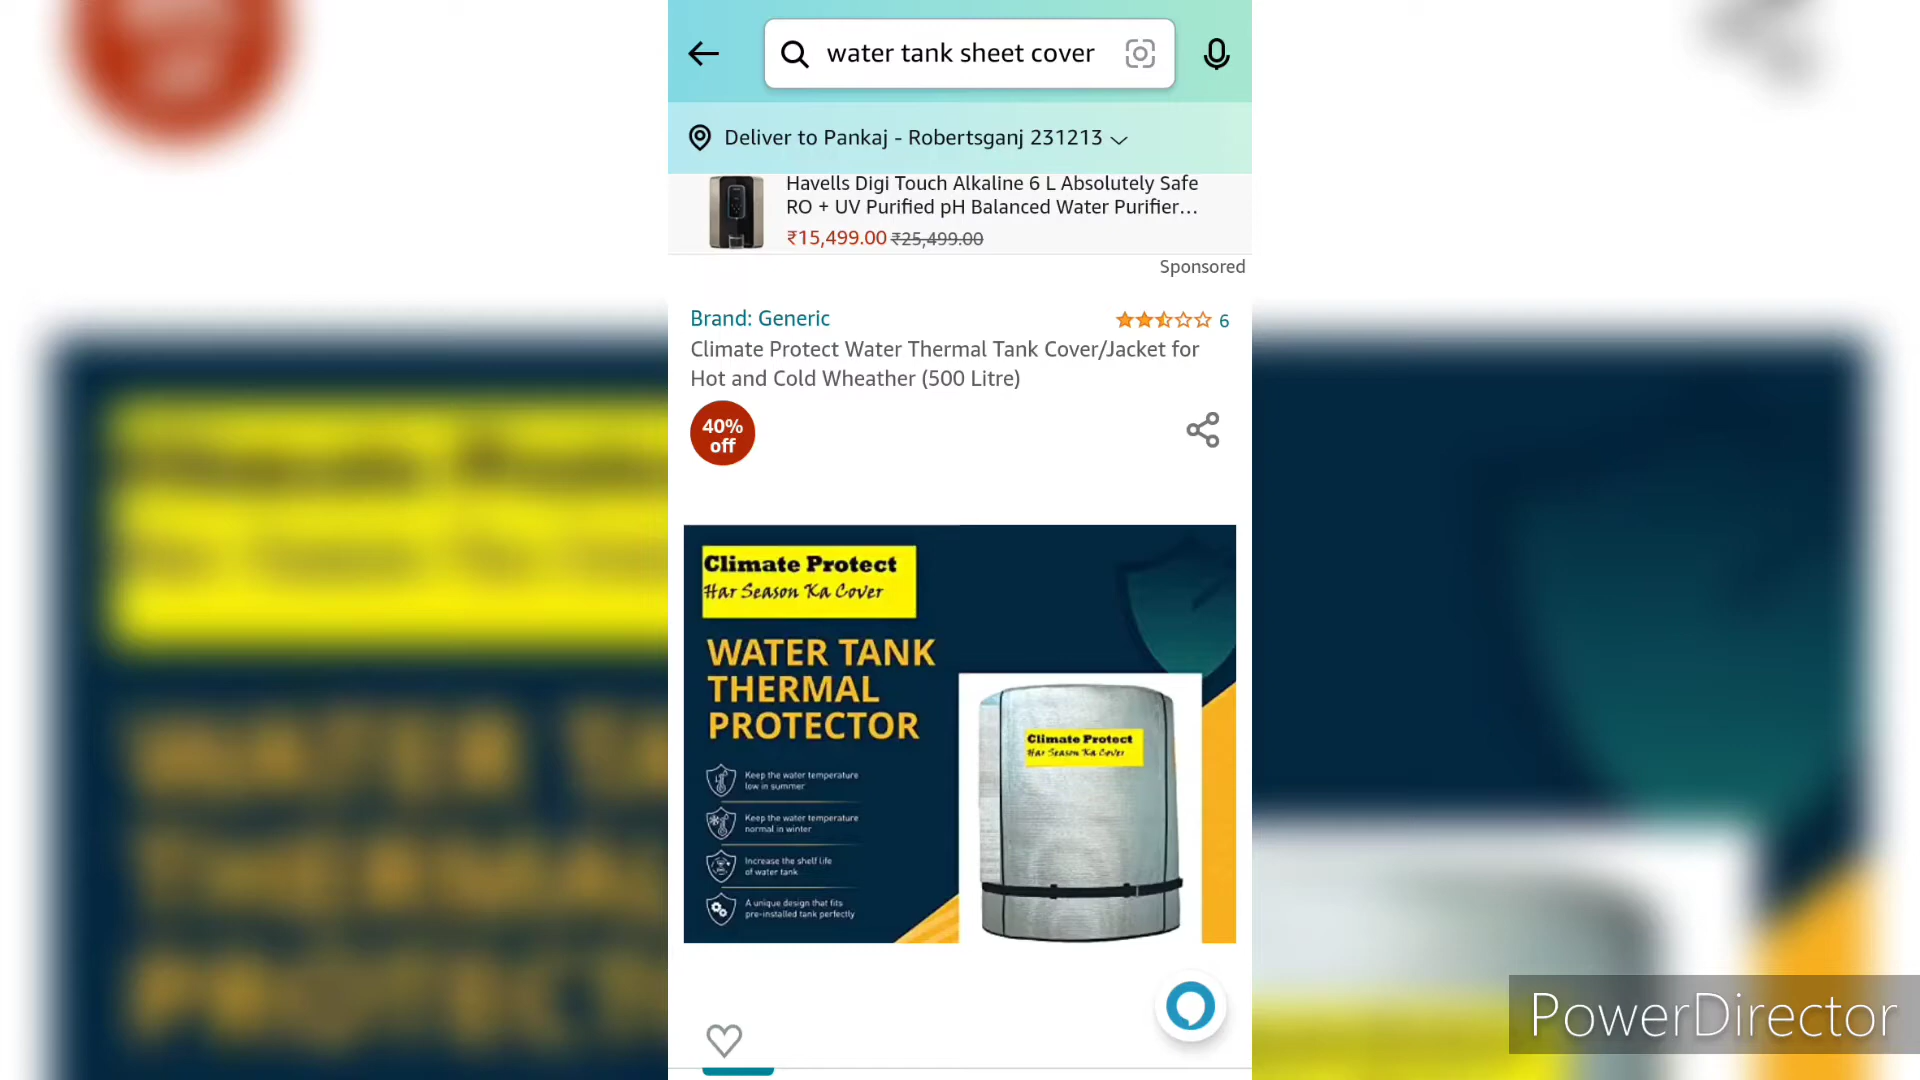 water tank sheet cover
Deliver to Pankaj - Robertsganj 231213
Havells Digi Touch Alkaline 6 L Absolutely Safe
RO + UV Purified pH Balanced Water Purifier...
₹15,499.00 ₹25,499.00
Sponsored
Brand: Generic
6
Climate Protect Water Thermal Tank Cover/Jacket for
Hot and Cold Wheather (500 Litre)
40%
off
Climate Protect
Har Season Ka Cover
WATER TANK
THERMAL
PROTECTOR
Keep the water temperature
low in summer
Keep the water temperature
normal in winter
Increase the shelf life
of water tank
A unique design that fits
pre-installed tank perfectly
Climate Protect
Har Season Ka Cover
PowerDirector